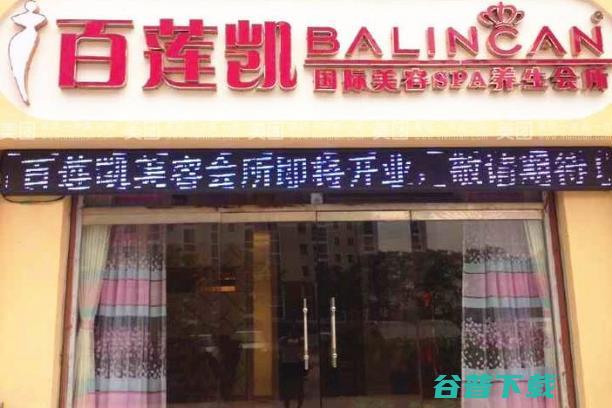 百莲凯
BALINCAN
国际美容SPA养生会所
百莲凯美容会所即将开业，敬请期待！
谷普下载